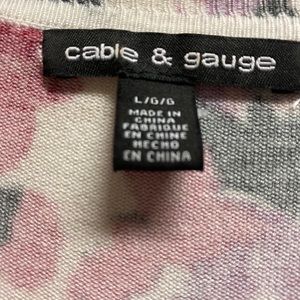 cable & gauge
L/G/G
MADE IN
CHINA
FABRIQUÉ
EN CHINE
HECHO
EN CHINA